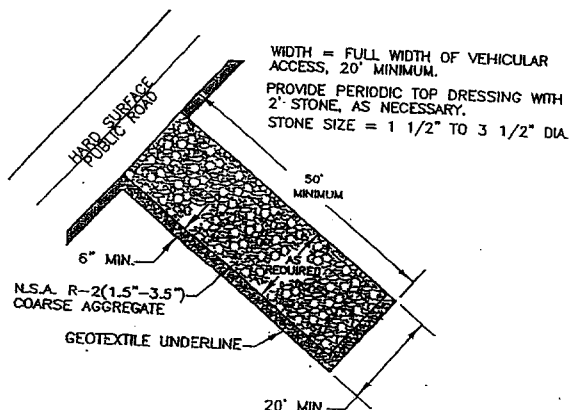 WIDTH = FULL WIDTH OF VEHICULAR
ACCESS, 20' MINIMUM.
PROVIDE PERIODIC TOP DRESSING WITH
2' STONE, AS NECESSARY.
STONE SIZE = 1 1/2" TO 3 1/2" DIA.
HARD SURFACE
PUBLIC ROAD
50'
MINIMUM
6" MIN.
AS
REQUIRED
N.S.A. R-2(1.5"-3.5")
COARSE AGGREGATE
GEOTEXTILE UNDERLINE
20' MIN